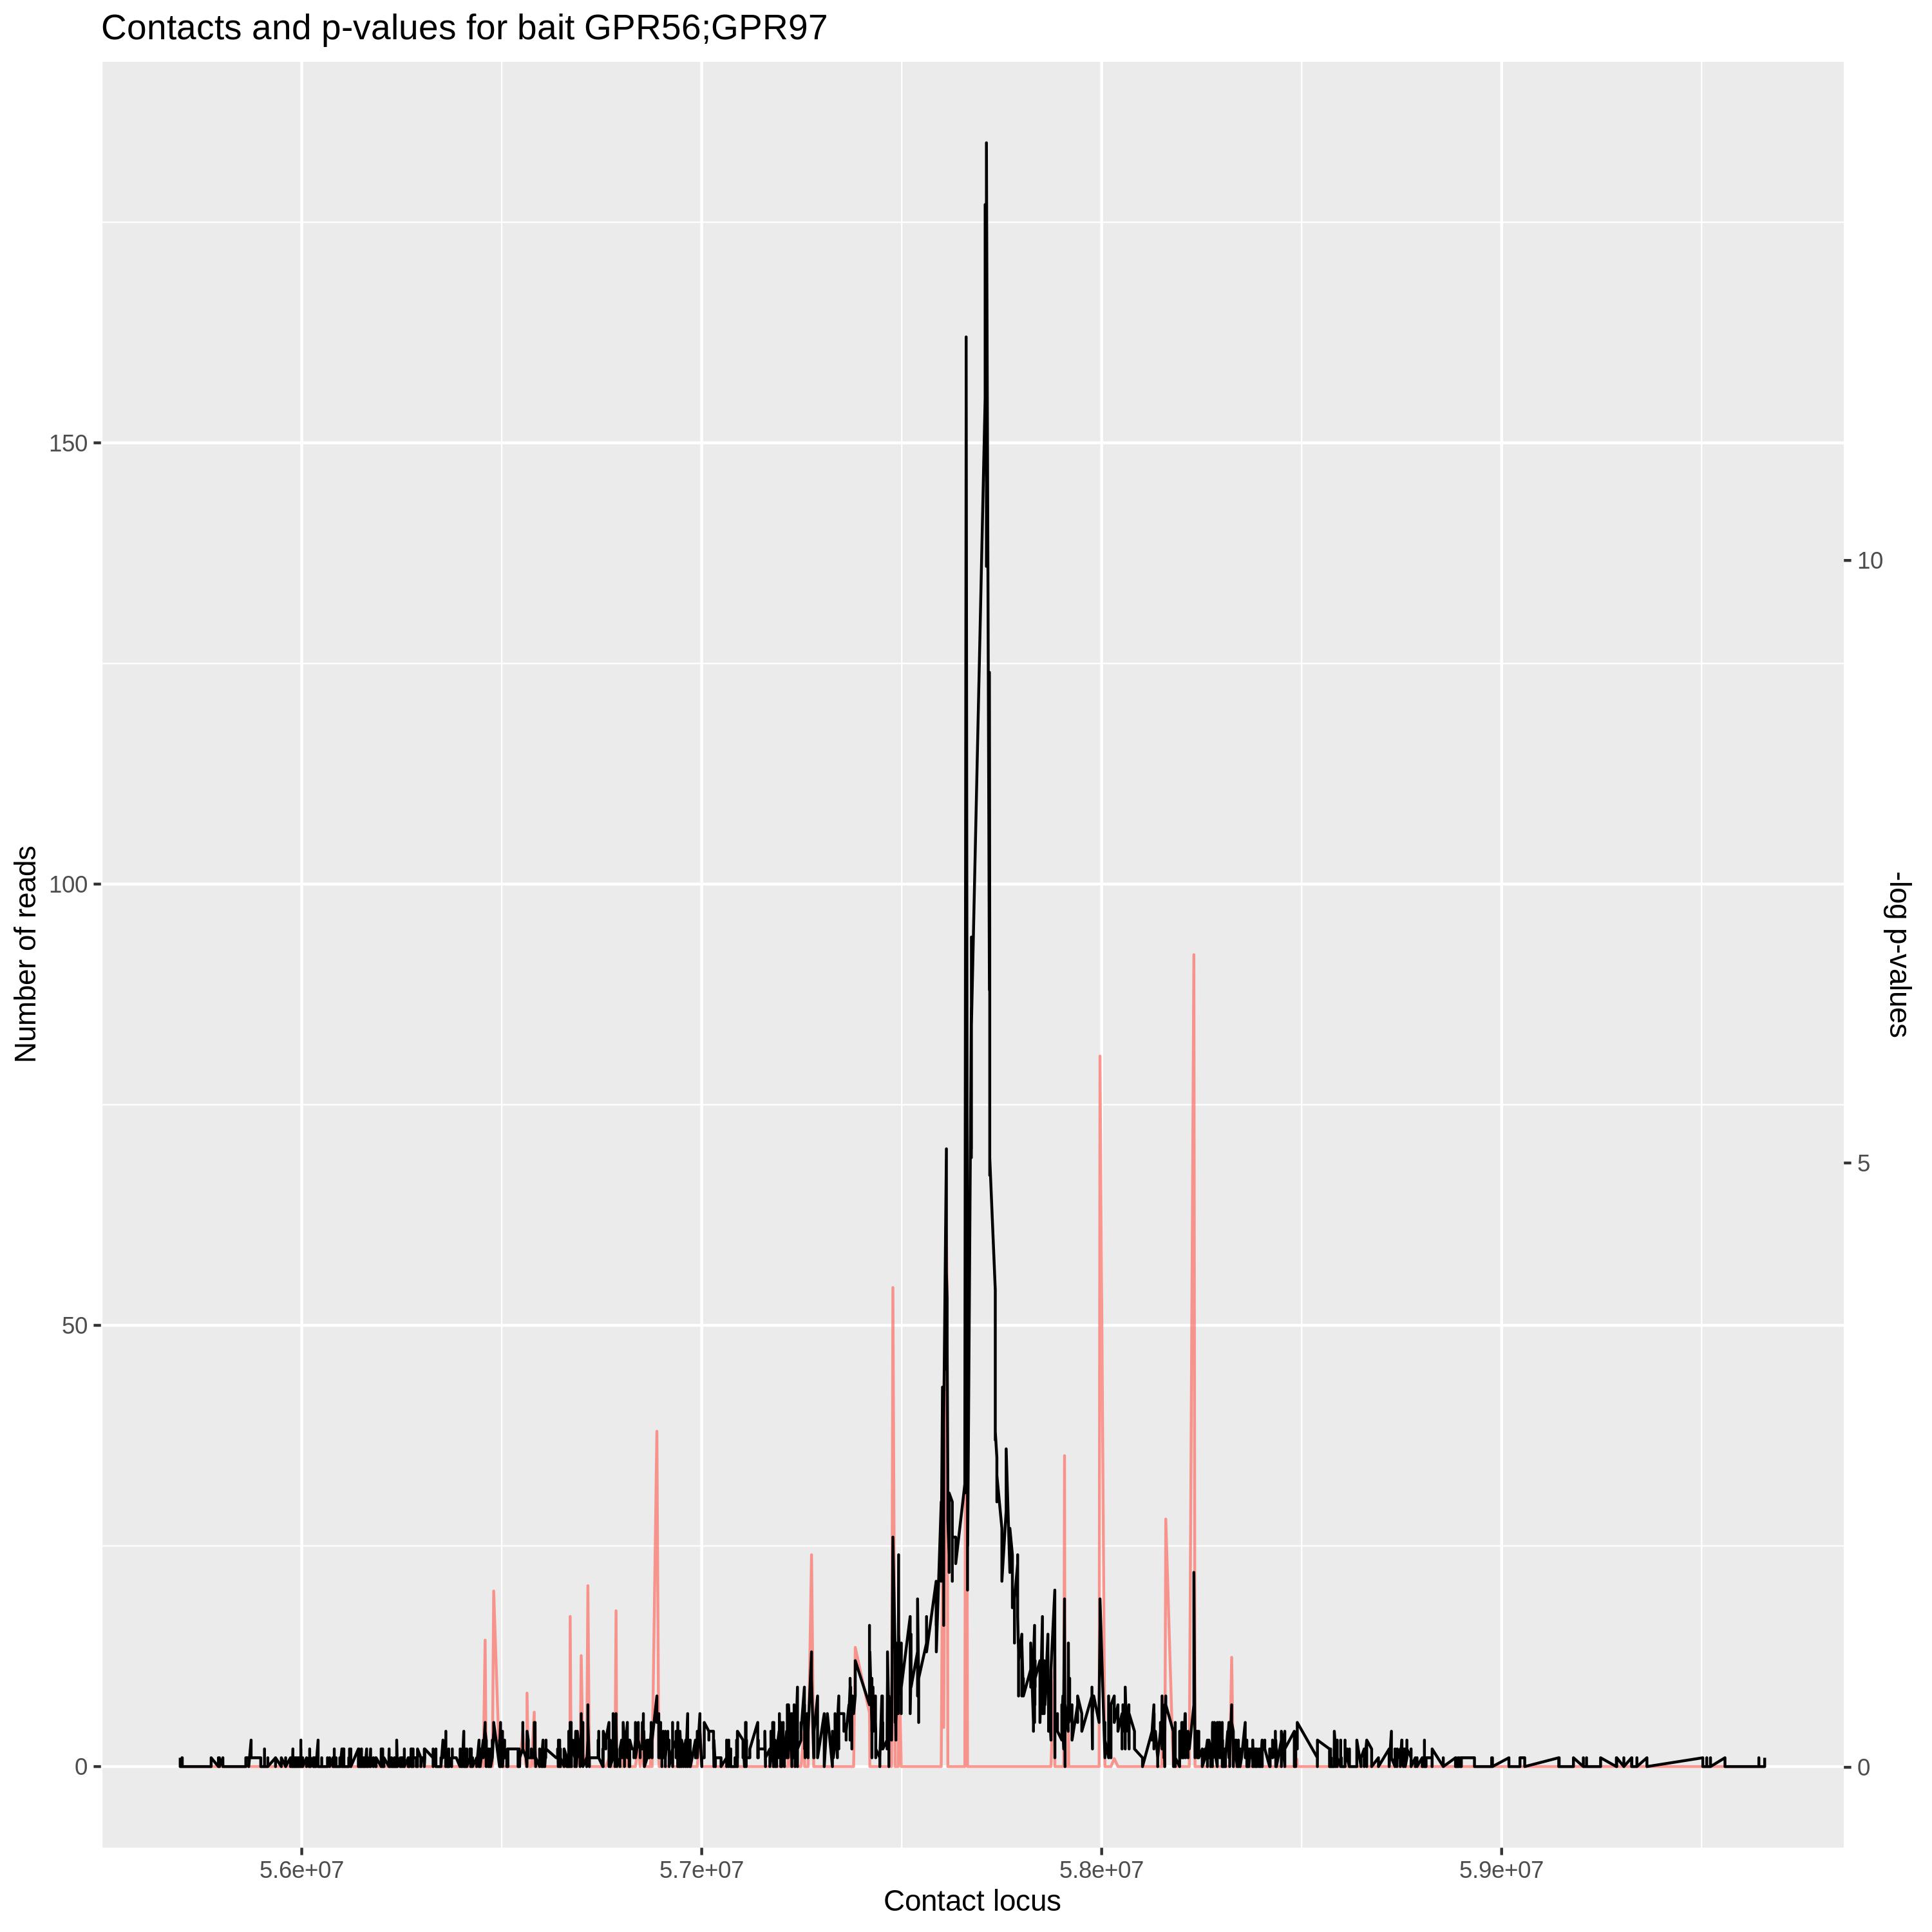 Contacts and p-values for bait GPR56;GPR97
Number of reads
150
100
50
0
10
5
0
-log p-values
5.6e+07
5.7e+07
5.8e+07
5.9e+07
Contact locus